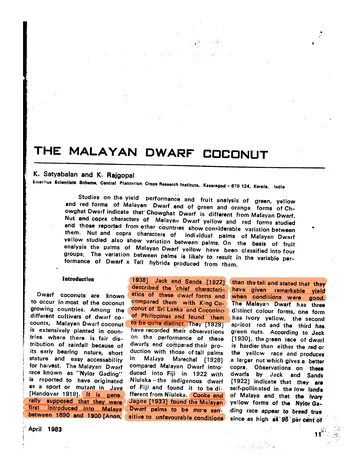 THE MALAYAN DWARF COCONUT
K. Satyabalan and K. Rajgopal
Emeritus Scientists Scheme, Central Plantation Crops Research Institute, Kasaragod - 670 124, Kerala, India
Studies on the yield performance and fruit analysis of green, yellow
and red forms of Malayan Dwarf and of green and orange forms of Ch-
owghat Dwarf indicate that Chowghat Dwarf is different from Malayan Dwarf.
Nut and copra characters of Malayan Dwarf yellow and red forms studied
and those reported from other countries show considerable variation between
them. Nut and copra characters of individual palms of Malayan Dwarf
yellow studied also show variation between palms. On the basis of fruit
analysis the palms of Malayan Dwarf yellow have been classified into four
groups. The variation between palms is likely to result in the variable per-
formance of Dwarf x Tall hybrids produced from them.
Introduction
Dwarf coconuts are known
to occur in most of the coconut
growing countries. Among the
different cultivars of dwarf co-
conuts, Malayan Dwarf coconut
is extensively planted in coun-
tries where there is fair dis-
tribution of rainfall because of
its early bearing nature, short
stature and easy accessability
for harvest. The Malayan Dwarf
race known as "Nyior Gading"
is reported to have originated
as a sport or mutant in Java
[Handovar 1919]. It is gene-
rally supposed that they were
first introduced into Malaya
between 1890 and 1900 [Anon,
1938]. Jack and Sands [1922]
described the chief characteri-
stics of these dwarf forms and
compared them with King Co-
conut of Sri Lanka and Coconino
of Philippines and found them
to be quite distinct. They [1929]
have recorded their observations
on the performance of these
dwarfs and compared their pro-
duction with those of tall palms
in Malaya. Marechal [1928]
compared Malayan Dwarf intro-
duced into Fiji in 1922 with
Niuleka - the indigenous dwarf
of Fiji and found it to be di-
fferent from Niuleka. Cooke and
Jagoe [1933] found the Malayan
Dwarf palms to be more sen-
sitive to unfavourable conditions
than the tall and stated that they
have given remarkable yield
when conditions were good.
The Malayan Dwarf has three
distinct colour forms, one form
has ivory yellow, the second
apricot red and the third has
green nuts. According to Jack
[1930], the green race of dwarf
is hardier than either the red or
the yellow race and produces
a larger nut which gives a better
copra. Observations on these
dwarfs by Jack and Sands
[1922] indicate that they are
self-pollinated in the low lands
of Malaya and that the ivory
yellow forms of the Nyior Ga-
ding race appear to breed true
since as high as 98 per cent of
April 1983
11